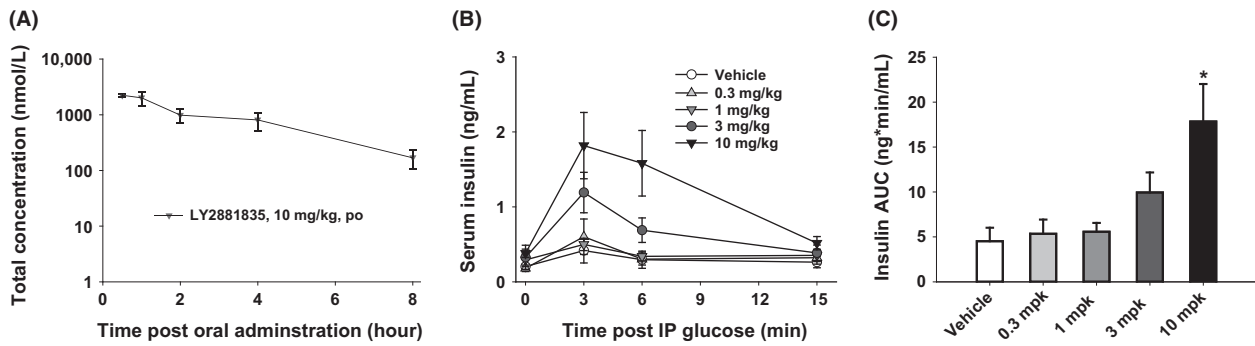 (A)
Total concentration (nmol/L)
10,000
1000
100
10
1
LY2881835, 10 mg/kg, po
0
2
4
6
8
Time post oral adminstration (hour)
(B)
Serum insulin (ng/mL)
3
2
1
0
Vehicle
0.3 mg/kg
1 mg/kg
3 mg/kg
10 mg/kg
0
3
6
9
12
15
Time post IP glucose (min)
(C)
Insulin AUC (ng*min/mL)
25
20
15
10
5
0
*
Vehicle
0.3 mpk
1 mpk
3 mpk
10 mpk